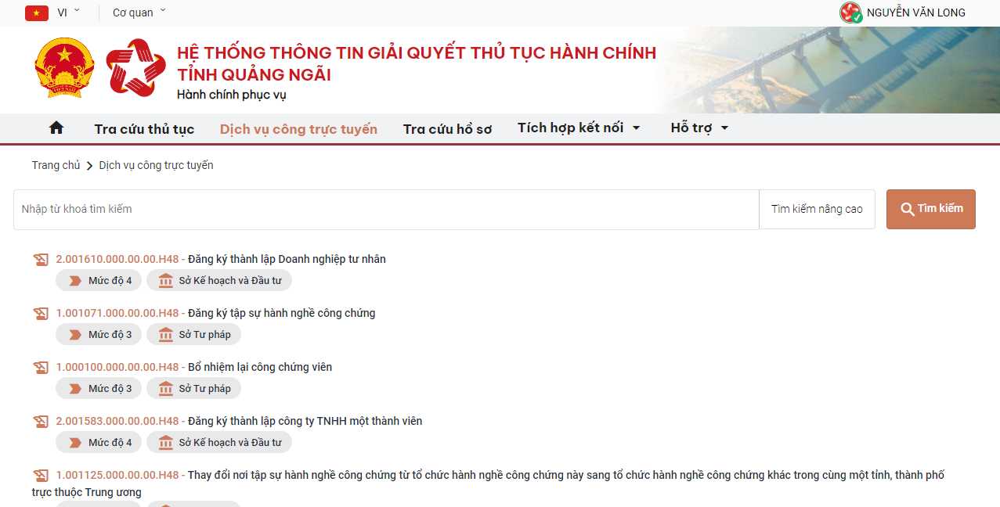 VI
Cơ quan
NGUYỄN VĂN LONG
HỆ THỐNG THÔNG TIN GIẢI QUYẾT THỦ TỤC HÀNH CHÍNH
TỈNH QUẢNG NGÃI
Hành chính phục vụ
Tra cứu thủ tục Dịch vụ công trực tuyến Tra cứu hồ sơ Tích hợp kết nối Hỗ trợ
Trang chủ Dịch vụ công trực tuyến
Nhập từ khoá tìm kiếm
Tìm kiếm nâng cao
Tìm kiếm
2.001610.000.00.00.H48 - Đăng ký thành lập Doanh nghiệp tư nhân
Mức độ 4 Sở Kế hoạch và Đầu tư
1.001071.000.00.00.H48 - Đăng ký tập sự hành nghề công chứng
Mức độ 3 Sở Tư pháp
1.000100.000.00.00.H48 - Bổ nhiệm lại công chứng viên
Mức độ 3 Sở Tư pháp
2.001583.000.00.00.H48 - Đăng ký thành lập công ty TNHH một thành viên
Mức độ 4 Sở Kế hoạch và Đầu tư
1.001125.000.00.00.H48 - Thay đổi nơi tập sự hành nghề công chứng từ tổ chức hành nghề công chứng này sang tổ chức hành nghề công chứng khác trong cùng một tỉnh, thành phố
trực thuộc Trung ương